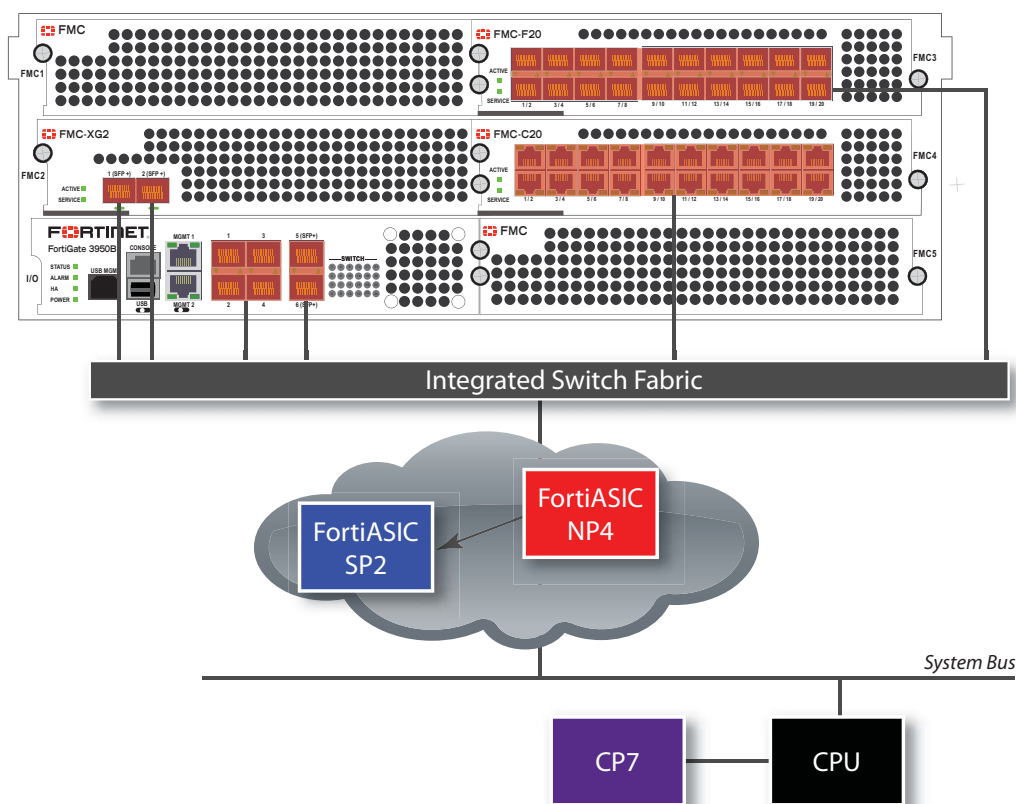 FMC
FMC1
FMC-F20
ACTIVE
SERVICE
1 / 2 3 / 4 5 / 6 7 / 8 9 / 10 11 / 12 13 / 14 15 / 16 17 / 18 19 / 20
FMC3
FMC-XG2
FMC2
1 (SFP +) 2 (SFP +)
ACTIVE
SERVICE
FMC-C20
ACTIVE
SERVICE
1 / 2 3 / 4 5 / 6 7 / 8 9 / 10 11 / 12 13 / 14 15 / 16 17 / 18 19 / 20
FMC4
FORTINET
FortiGate 3950B
I/O
STATUS
ALARM
HA
POWER
USB MGMT
CONSOLE
USB
MGMT 1
MGMT 2
1 3 5 (SFP+)
2 4 6 (SFP+)
SWITCH
FMC
FMC5
Integrated Switch Fabric
FortiASIC
NP4
FortiASIC
SP2
System Bus
CP7
CPU